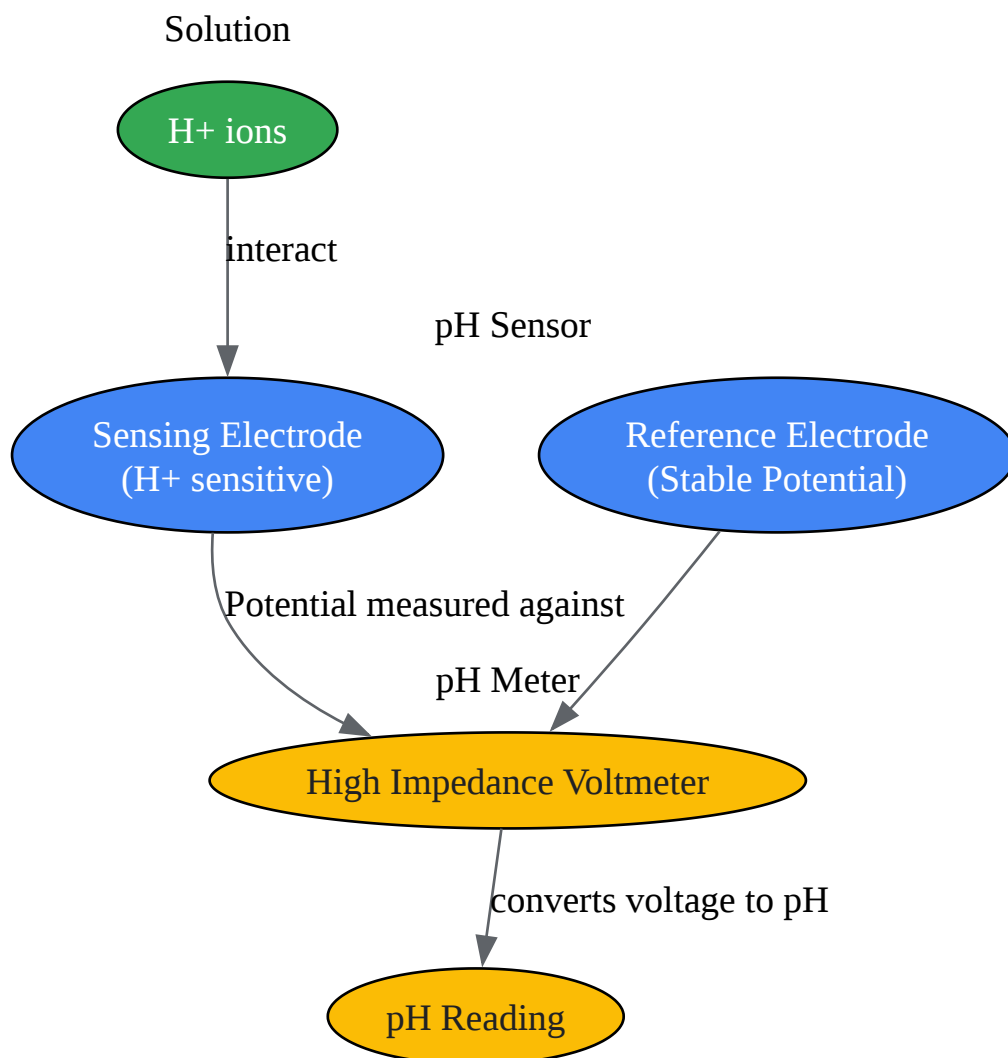 Solution
H+ ions
interact
pH Sensor
Sensing Electrode
(H+ sensitive)
Reference Electrode
(Stable Potential)
Potential measured against
pH Meter
High Impedance Voltmeter
converts voltage to pH
pH Reading